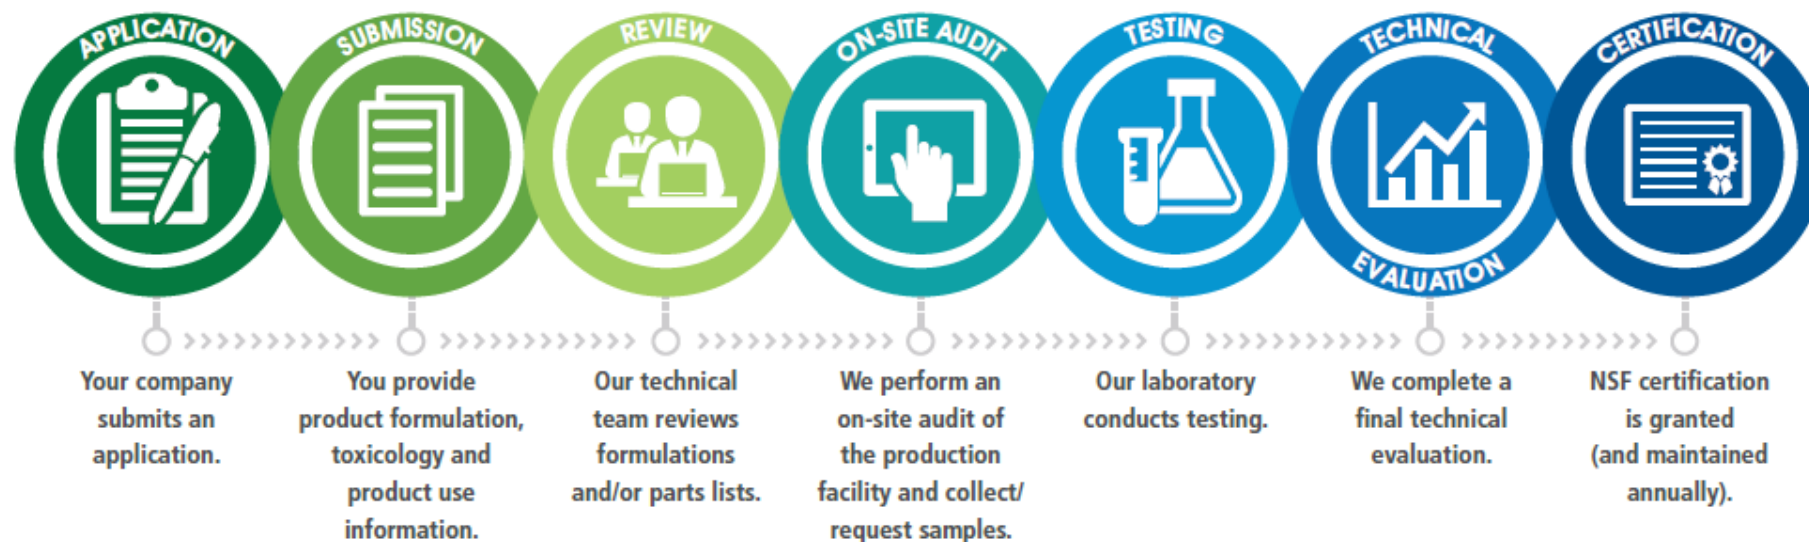 APPLICATION
SUBMISSION
REVIEW
ON-SITE AUDIT
TESTING
TECHNICAL
EVALUATION
CERTIFICATION
Your company
submits an
application.
You provide
product formulation,
toxicology and
product use
information.
Our technical
team reviews
formulations
and/or parts lists.
We perform an
on-site audit of
the production
facility and collect/
request samples.
Our laboratory
conducts testing.
We complete a
final technical
evaluation.
NSF certification
is granted
(and maintained
annually).